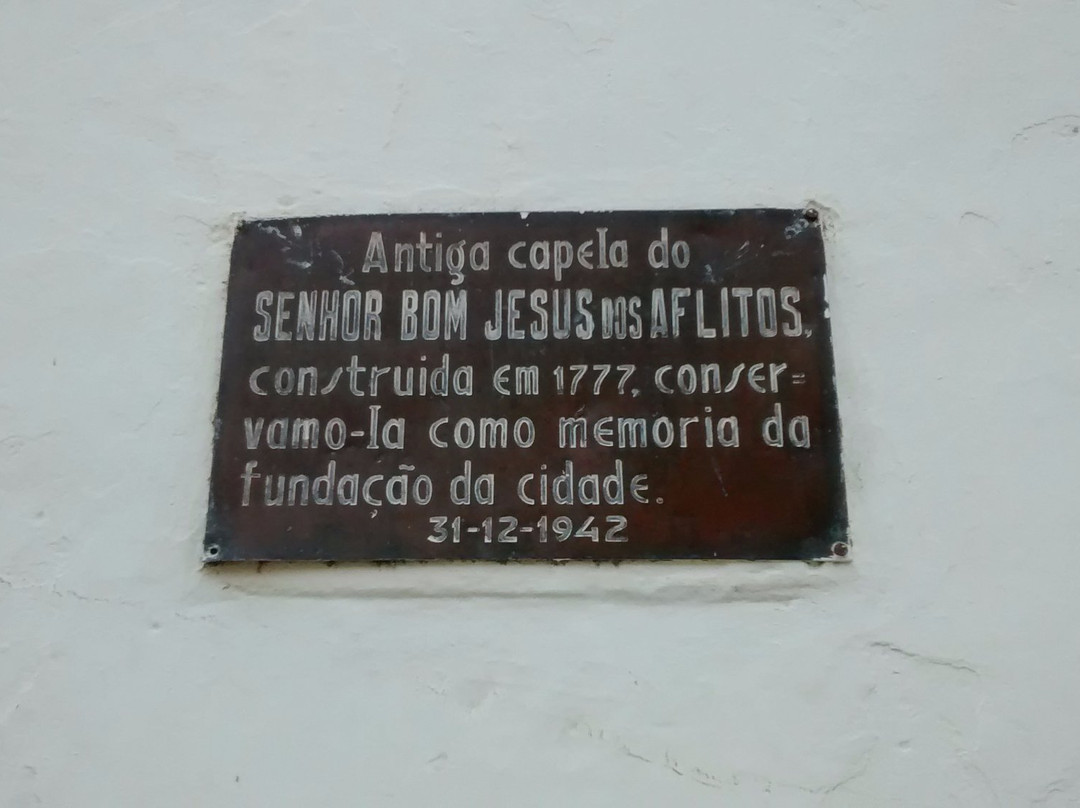 Antiga capela do
SENHOR BOM JESUS DOS AFLITOS,
construida em 1777, conser=
vamo-la como memoria da
fundação da cidade.
31-12-1942